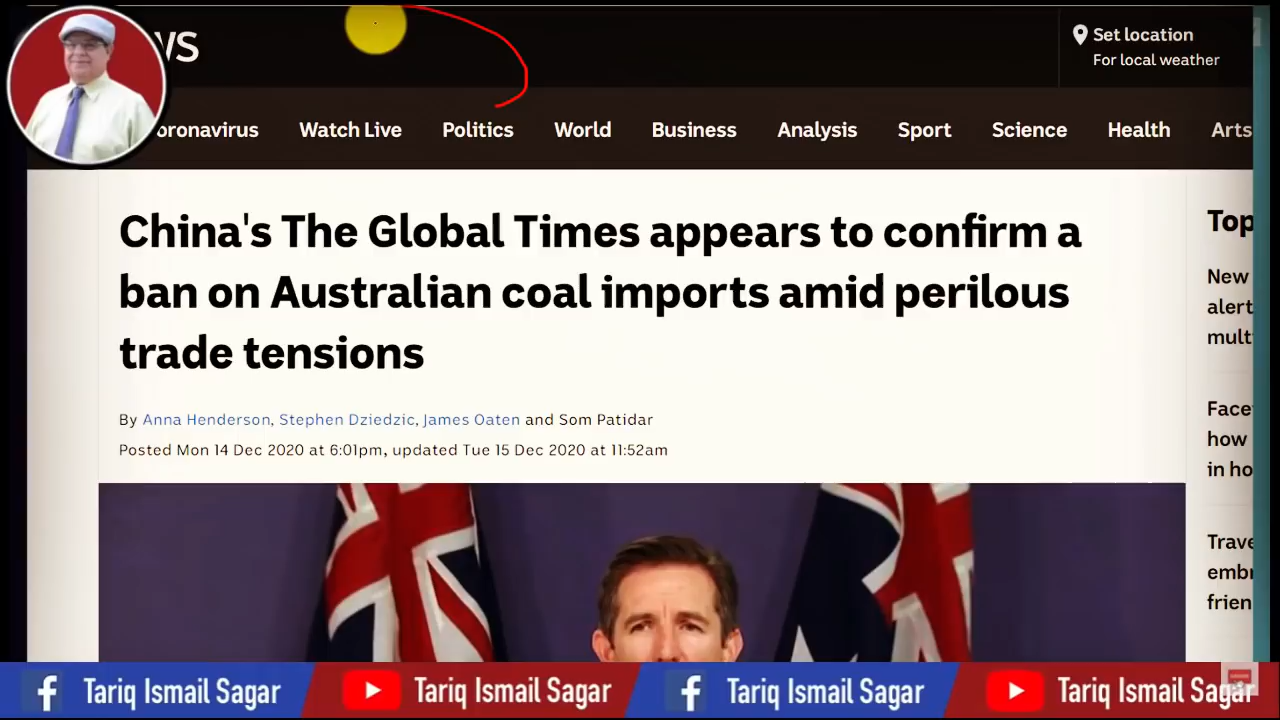 WS
Set location
For local weather
oronavirus Watch Live Politics World Business Analysis Sport Science Health Arts
China's The Global Times appears to confirm a
ban on Australian coal imports amid perilous
trade tensions
By Anna Henderson, Stephen Dziedzic, James Oaten and Som Patidar
Posted Mon 14 Dec 2020 at 6:01pm, updated Tue 15 Dec 2020 at 11:52am
Top
New
alert
mult
Face
how
in ho
Trave
embr
frien
Tariq Ismail Sagar Tariq Ismail Sagar Tariq Ismail Sagar Tariq Ismail Sagar